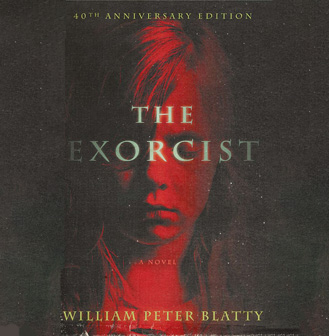 40TH ANNIVERSARY EDITION
THE
EXORCIST
A NOVEL
WILLIAM PETER BLATTY